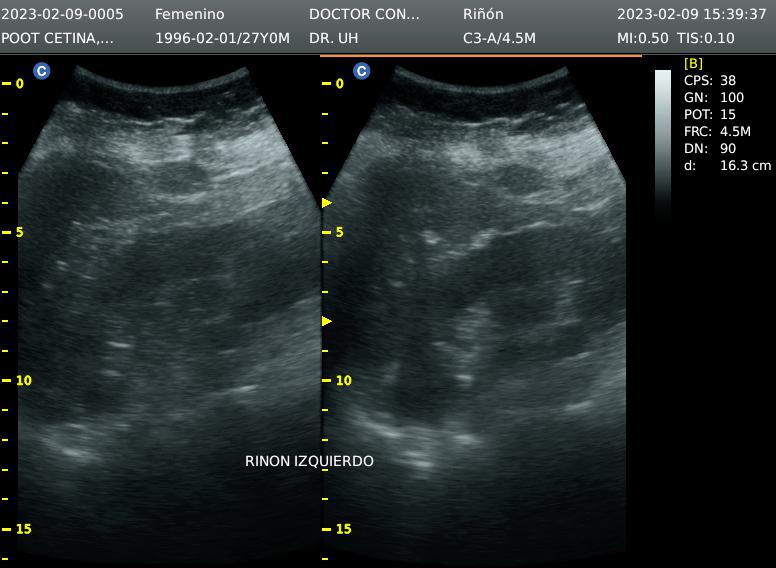 2023-02-09-0005 Femenino DOCTOR CON... Riñón 2023-02-09 15:39:37
POOT CETINA,... 1996-02-01/27Y0M DR. UH C3-A/4.5M MI:0.50 TIS:0.10
C
C
[B]
CPS: 38
GN: 100
POT: 15
FRC: 4.5M
DN: 90
d: 16.3 cm
0
5
10
15
0
5
10
15
RINON IZQUIERDO